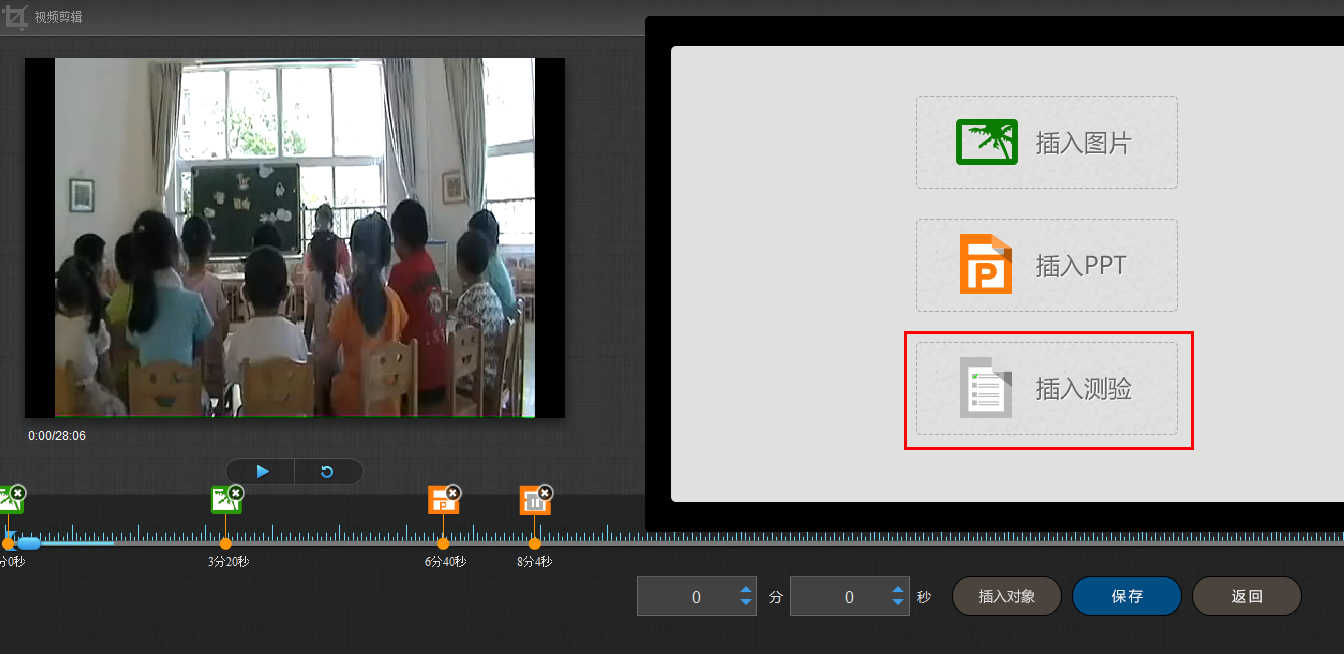 视频剪辑
插入图片
插入PPT
插入测验
0:00/28:06
分0秒
3分20秒
6分40秒
8分4秒
0 分 0 秒 插入对象 保存 返回